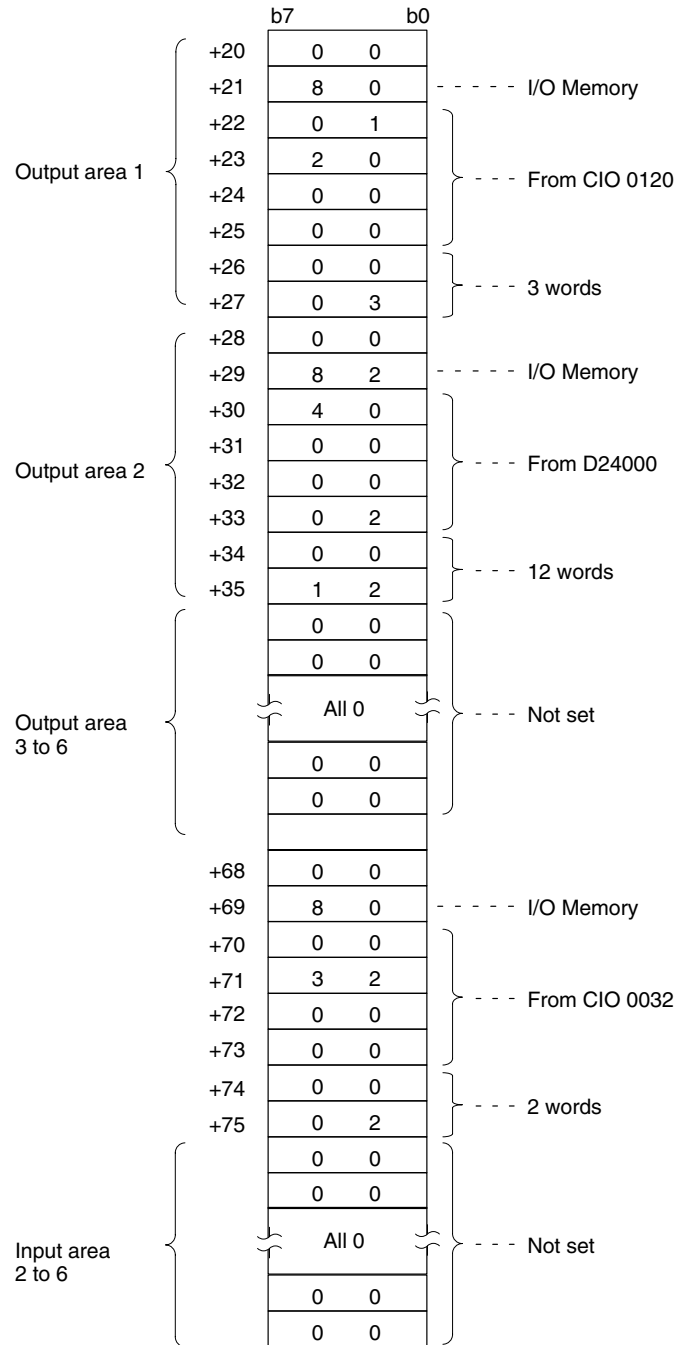 b7 b0
+20 0 0
+21 8 0 I/O Memory
+22 0 1
+23 2 0
Output area 1 From CIO 0120
+24 0 0
+25 0 0
+26 0 0
3 words
+27 0 3
+28 0 0
+29 8 2 I/O Memory
+30 4 0
+31 0 0
Output area 2 From D24000
+32 0 0
+33 0 2
+34 0 0
12 words
+35 1 2
0 0
0 0
All 0
Output area Not set
3 to 6
0 0
0 0
+68 0 0
+69 8 0 I/O Memory
+70 0 0
+71 3 2
From CIO 0032
+72 0 0
+73 0 0
+74 0 0
2 words
+75 0 2
0 0
0 0
All 0
Input area Not set
2 to 6
0 0
0 0